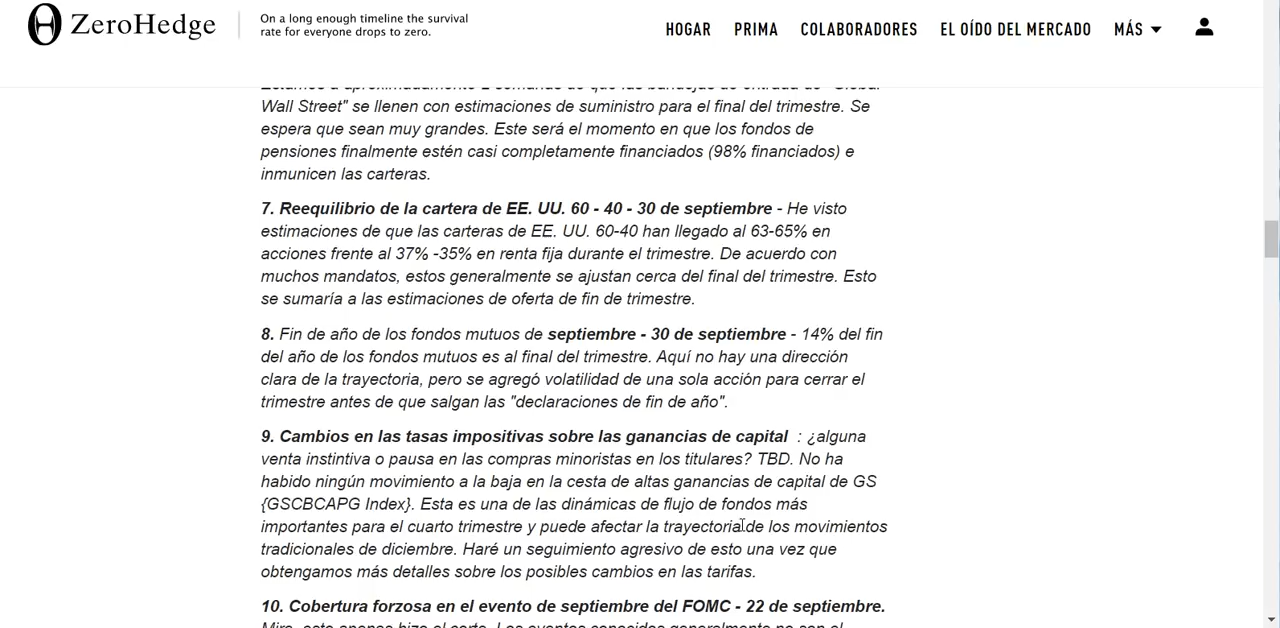 ZeroHedge
On a long enough timeline the survival
rate for everyone drops to zero.
HOGAR PRIMA COLABORADORES EL OÍDO DEL MERCADO MÁS
Wall Street" se llenen con estimaciones de suministro para el final del trimestre. Se
espera que sean muy grandes. Este será el momento en que los fondos de
pensiones finalmente estén casi completamente financiados (98% financiados) e
inmunicen las carteras.
7. Reequilibrio de la cartera de EE. UU. 60 - 40 - 30 de septiembre - He visto
estimaciones de que las carteras de EE. UU. 60-40 han llegado al 63-65% en
acciones frente al 37% -35% en renta fija durante el trimestre. De acuerdo con
muchos mandatos, estos generalmente se ajustan cerca del final del trimestre. Esto
se sumaría a las estimaciones de oferta de fin de trimestre.
8. Fin de año de los fondos mutuos de septiembre - 30 de septiembre - 14% del fin
del año de los fondos mutuos es al final del trimestre. Aquí no hay una dirección
clara de la trayectoria, pero se agregó volatilidad de una sola acción para cerrar el
trimestre antes de que salgan las "declaraciones de fin de año".
9. Cambios en las tasas impositivas sobre las ganancias de capital : ¿alguna
venta instintiva o pausa en las compras minoristas en los titulares? TBD. No ha
habido ningún movimiento a la baja en la cesta de altas ganancias de capital de GS
{GSCBCAPG Index}. Esta es una de las dinámicas de flujo de fondos más
importantes para el cuarto trimestre y puede afectar la trayectoria de los movimientos
tradicionales de diciembre. Haré un seguimiento agresivo de esto una vez que
obtengamos más detalles sobre los posibles cambios en las tarifas.
10. Cobertura forzosa en el evento de septiembre del FOMC - 22 de septiembre.